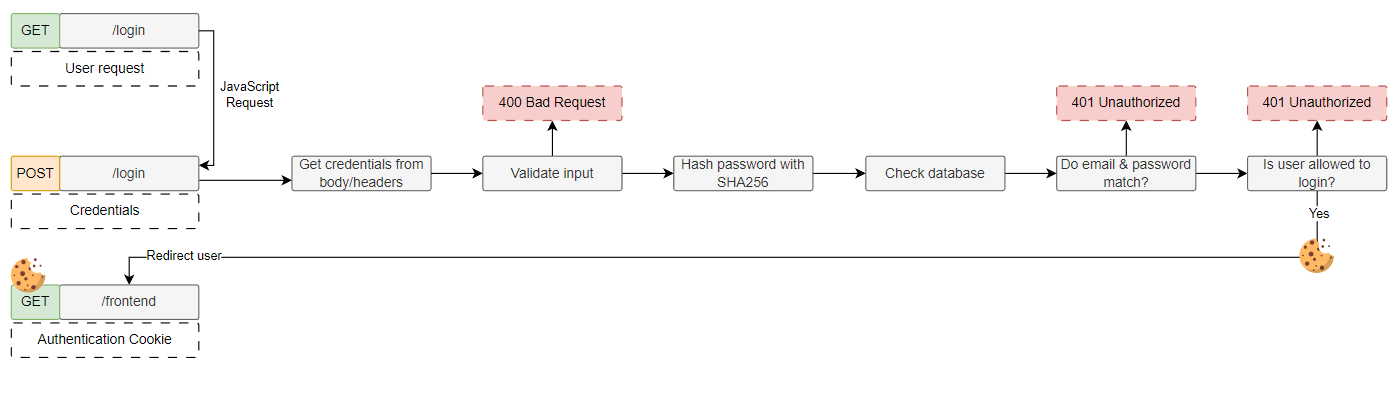 GET
/login
User request
JavaScript
Request
400 Bad Request
401 Unauthorized
401 Unauthorized
POST
/login
Credentials
Get credentials from
body/headers
Validate input
Hash password with
SHA256
Check database
Do email & password
match?
Is user allowed to
login?
Yes
Redirect user
GET
/frontend
Authentication Cookie